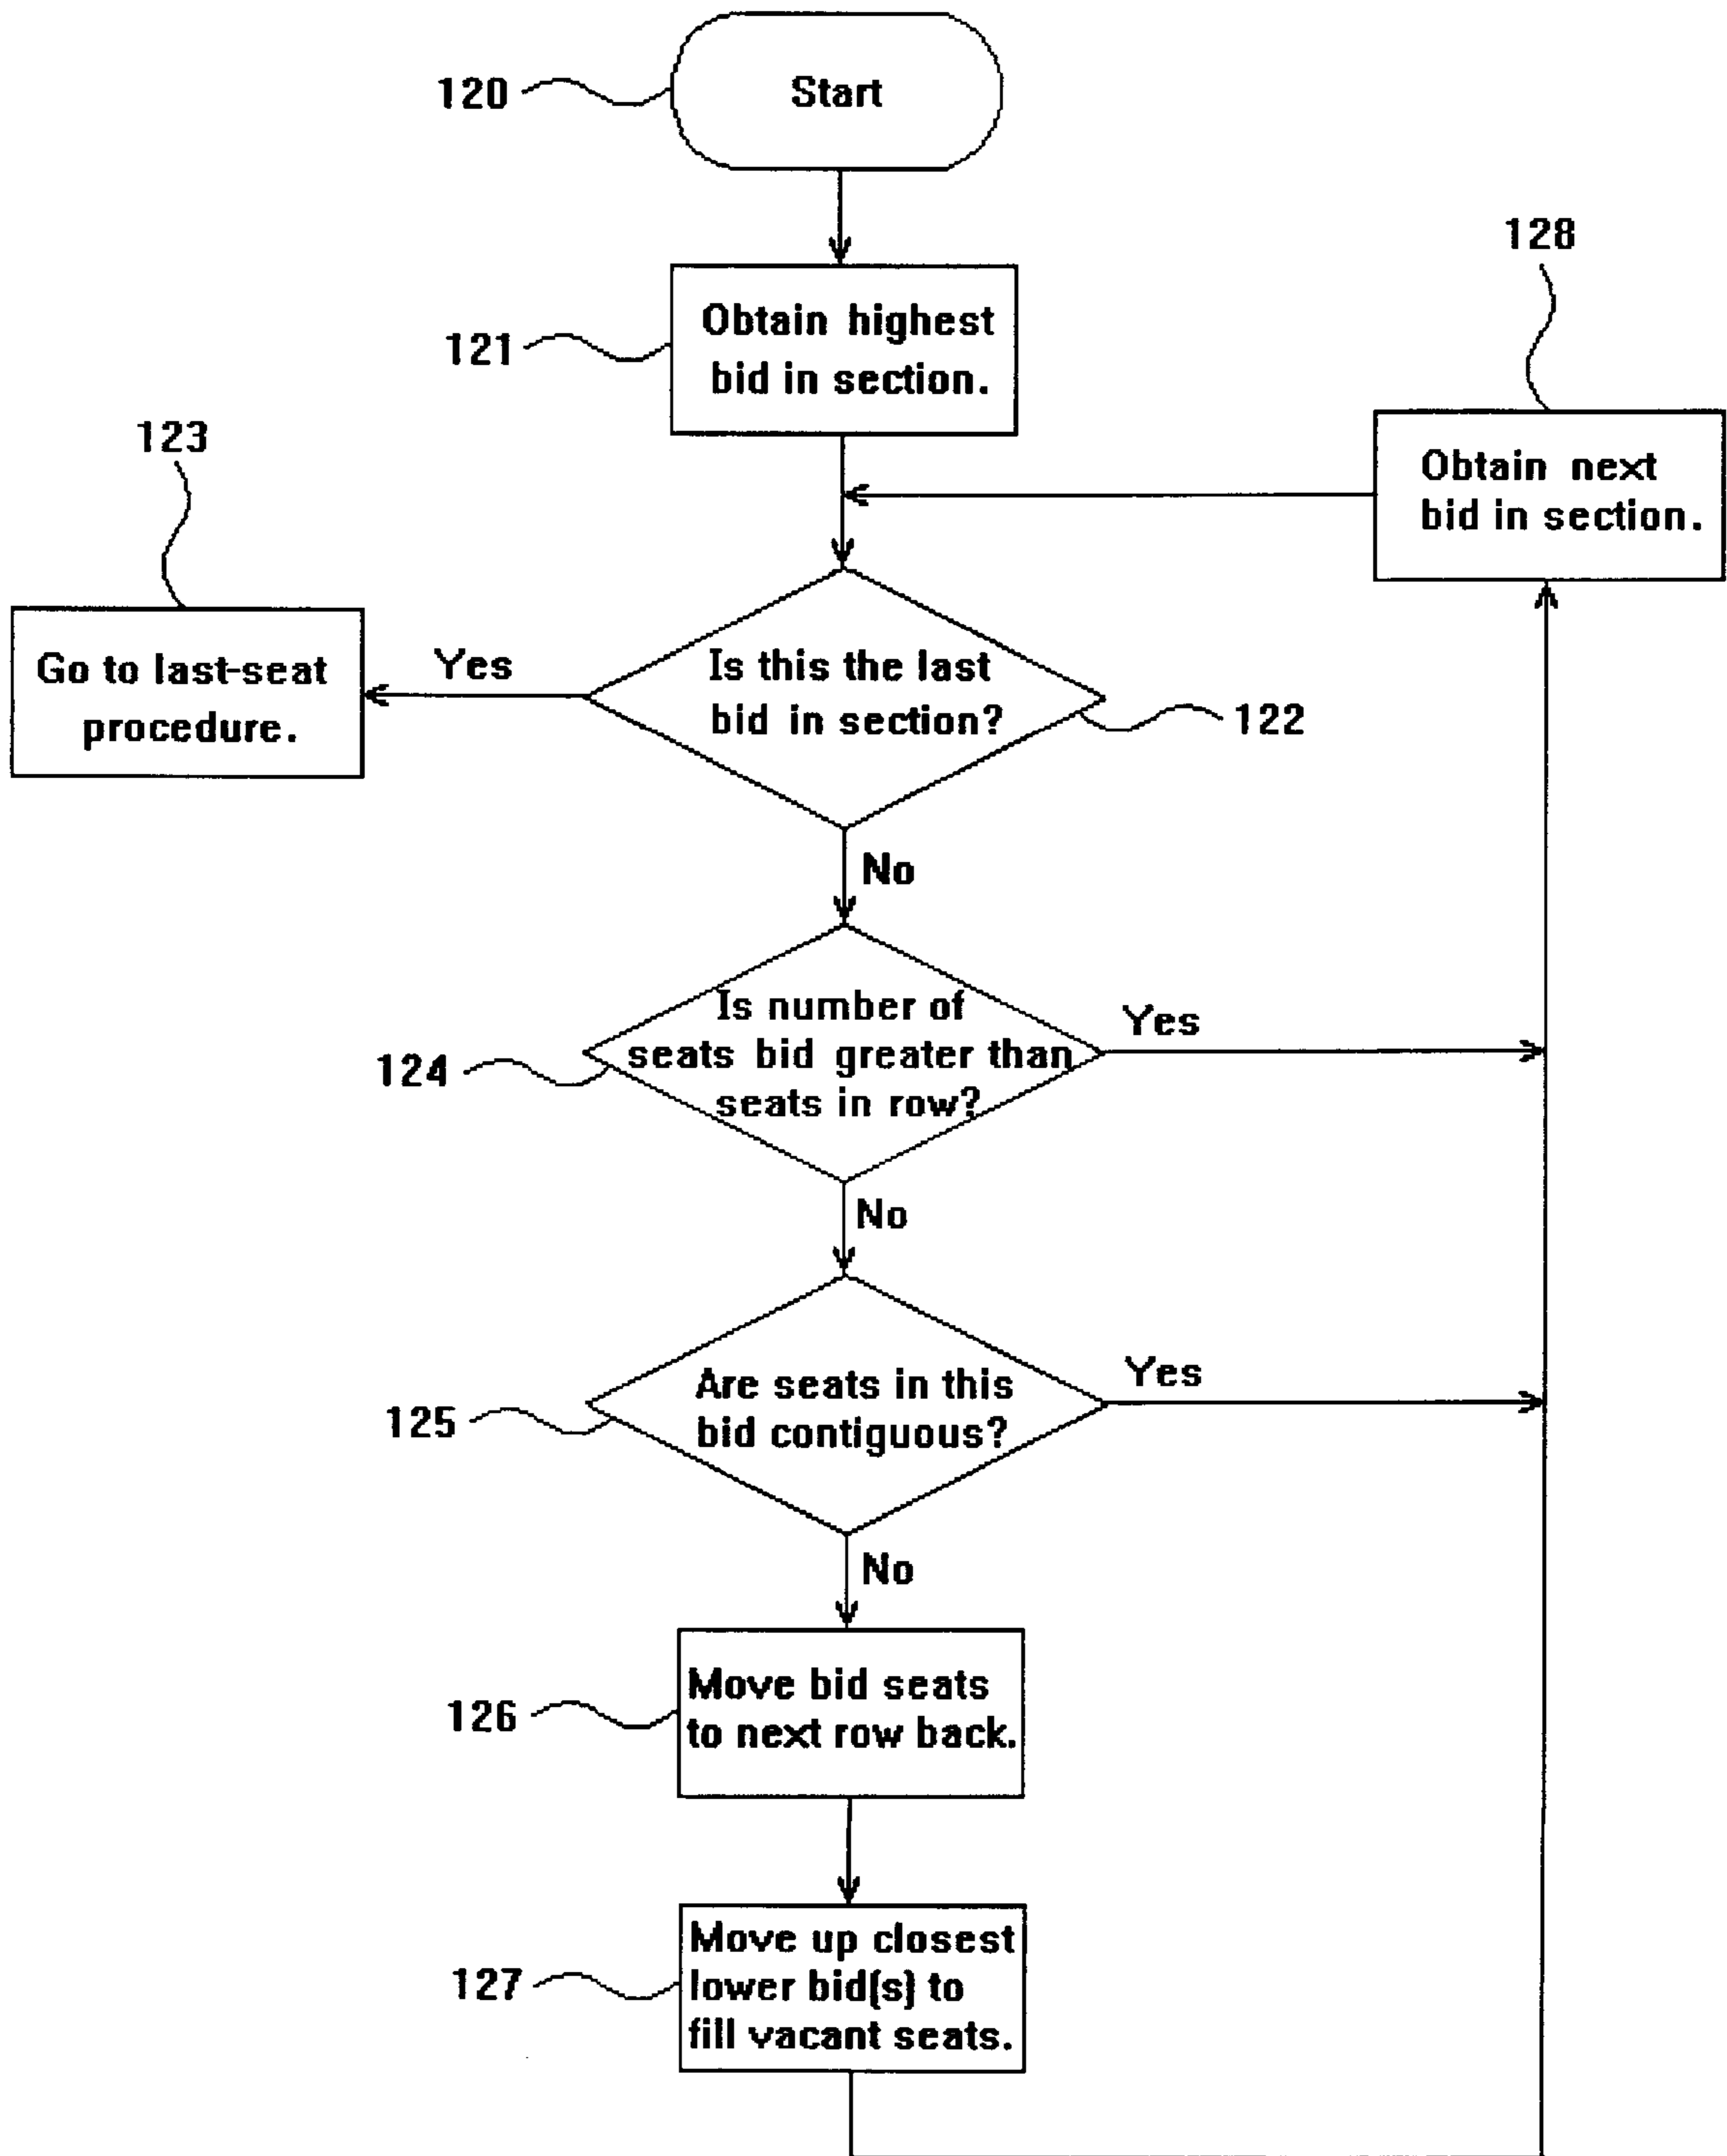 120
Start
128
121
Obtain highest
bid in section.
123
Obtain next
bid in section.
Go to last-seat
procedure.
Yes
Is this the last
bid in section?
122
No
124
Is number of
seats bid greater than
seats in row?
Yes
No
125
Are seats in this
bid contiguous?
Yes
No
126
Move bid seats
to next row back.
127
Move up closest
lower bid(s) to
fill vacant seats.